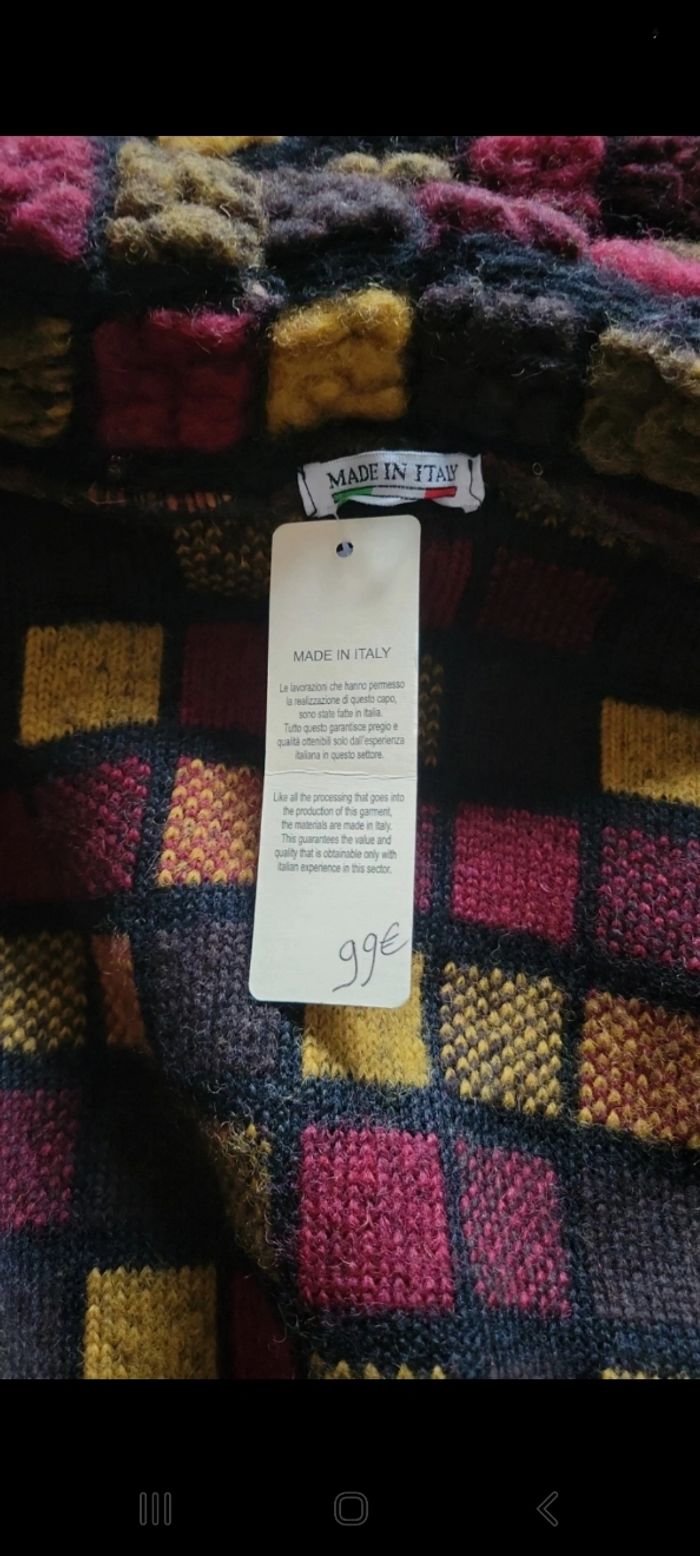 MADE IN ITALY
MADE IN ITALY
Le lavorazioni che hanno permesso
la realizzazione di questo capo,
sono state fatte in Italia.
Tutto questo garantisce pregio e
qualità ottenibili solo dall'esperienza
italiana in questo settore.
Like all the processing that goes into
the production of this garment,
the materials are made in Italy.
This guarantees the value and
quality that is obtainable only with
italian experience in this sector.
99€